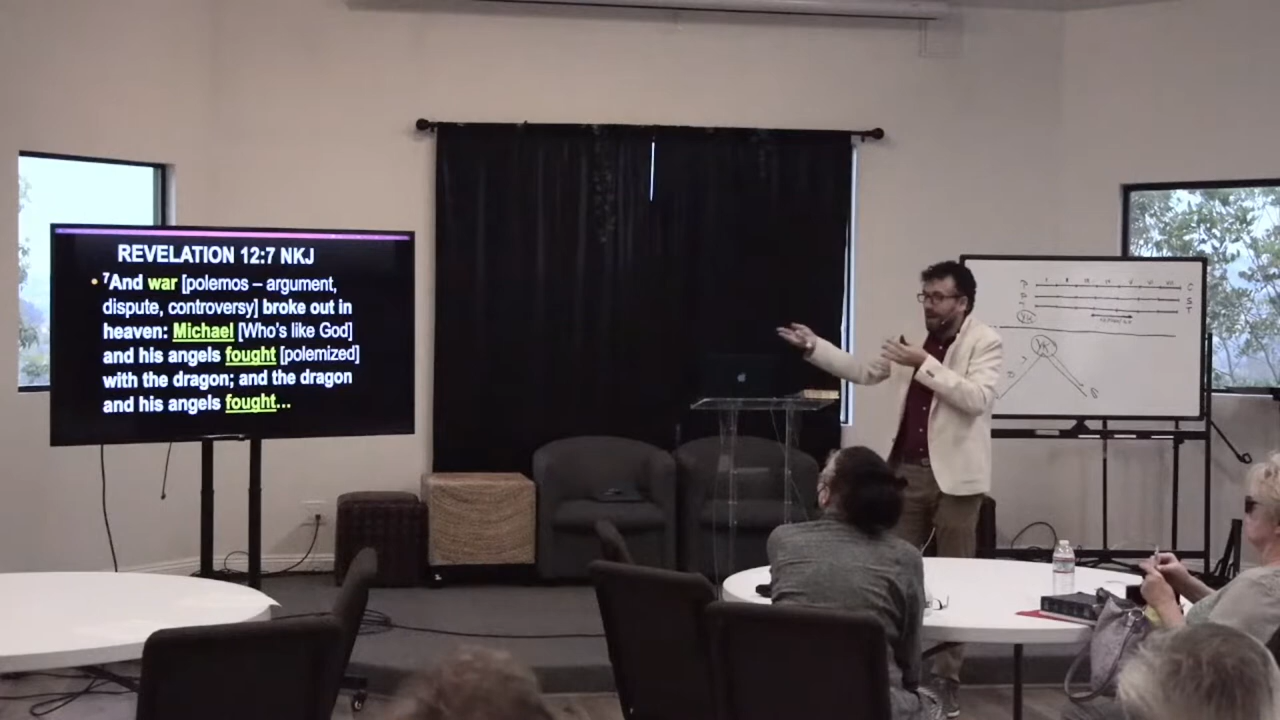 REVELATION 12:7 NKJ
• ⁷And war [polemos – argument,
dispute, controversy] broke out in
heaven: Michael [Who's like God]
and his angels fought [polemized]
with the dragon; and the dragon
and his angels fought...
C
S
T
YK